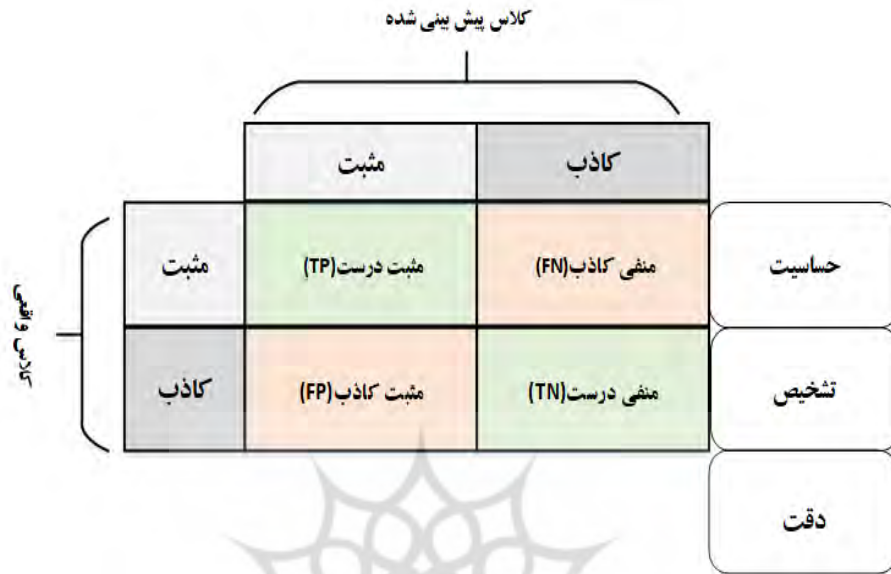 کلاس پیش بینی شده
مثبت
کاذب
کلاس واقعی
مثبت
مثبت درست(TP)
منفی کاذب(FN)
حساسیت
کاذب
مثبت کاذب(FP)
منفی درست(TN)
تشخیص
دقت